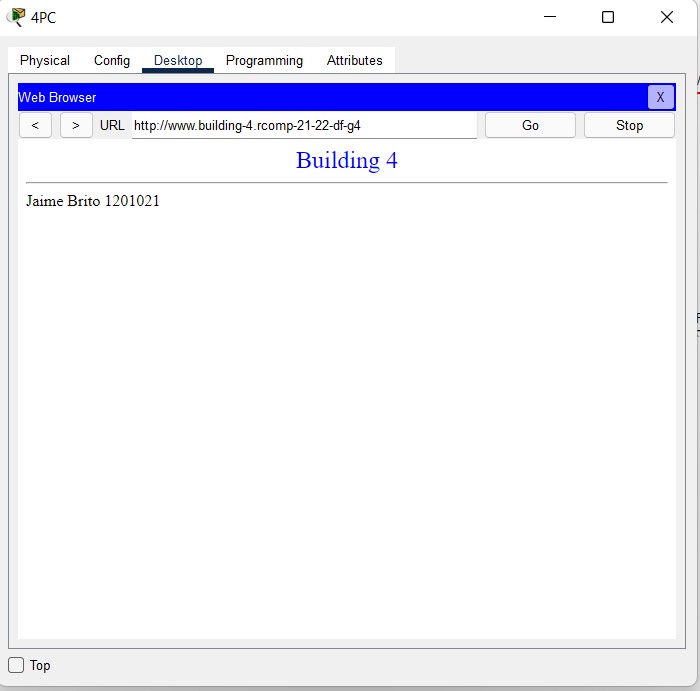 4PC
Physical Config Desktop Programming Attributes
Web Browser X
< > URL http://www.building-4.rcomp-21-22-df-g4 Go Stop
Building 4
Jaime Brito 1201021
Top